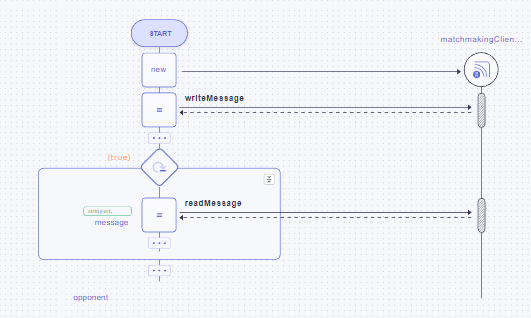 START
matchmakingClien...
new
writeMessage
=
...
(true)
readMessage
=
message
...
...
opponent